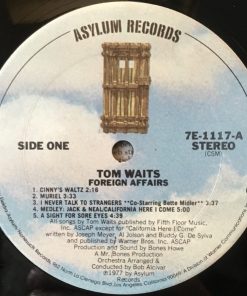 ASYLUM RECORDS
7E-1117-A
SIDE ONE
STEREO
(CSM)
TOM WAITS
FOREIGN AFFAIRS
1. CINNY'S WALTZ 2:16
2. MURIEL 3:33
3. I NEVER TALK TO STRANGERS **Co-Starring Bette Midler** 3:37
4. MEDLEY: JACK & NEAL/CALIFORNIA HERE I COME 5:00
5. A SIGHT FOR SORE EYES 4:39
All songs by Tom Waits published by Fifth Floor Music,
Inc. ASCAP except for "California Here I Come"
written by Joseph Meyer, Al Jolson and Buddy G. De Sylva
and published by Warner Bros. Inc. ASCAP
Production and Sound by Bones Howe
A Mr. Bones Production
Orchestra Arranged &
Conducted by Bob Alcivar
℗1977 by Asylum
Records